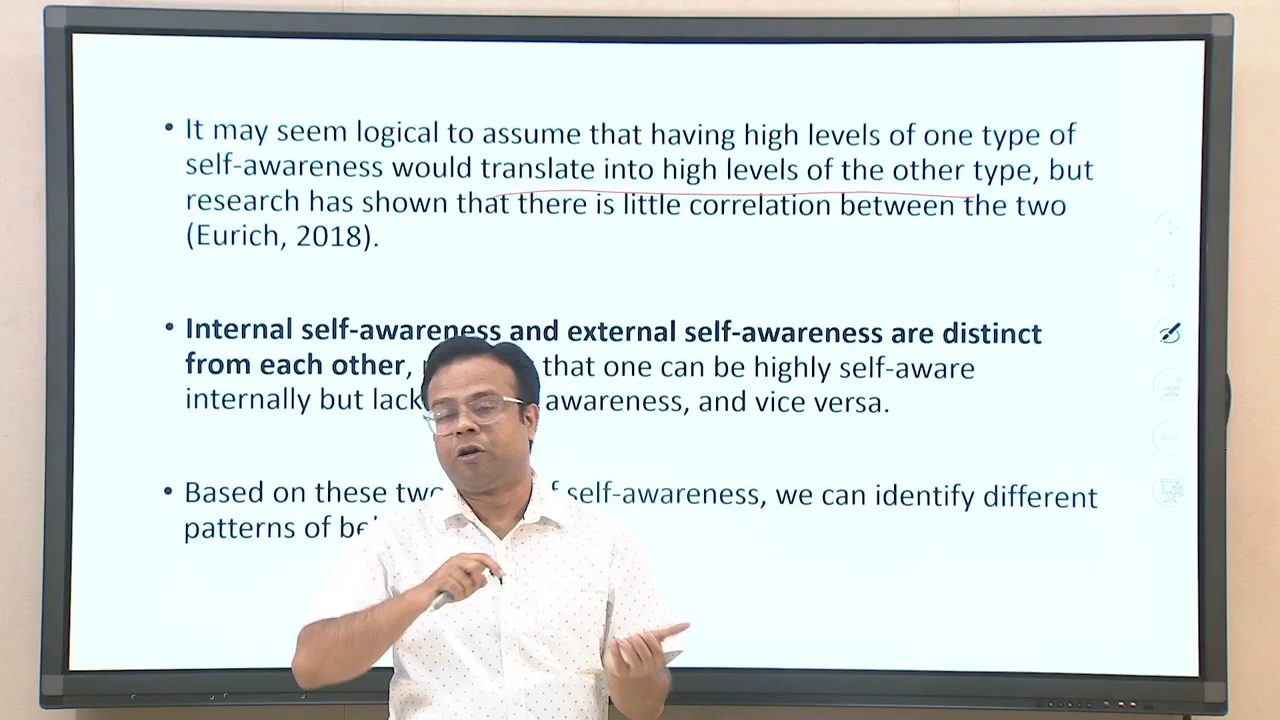 • It may seem logical to assume that having high levels of one type of
self-awareness would translate into high levels of the other type, but
research has shown that there is little correlation between the two
(Eurich, 2018).
• Internal self-awareness and external self-awareness are distinct
from each other, that one can be highly self-aware
internally but lack awareness, and vice versa.
• Based on these two self-awareness, we can identify different
patterns of